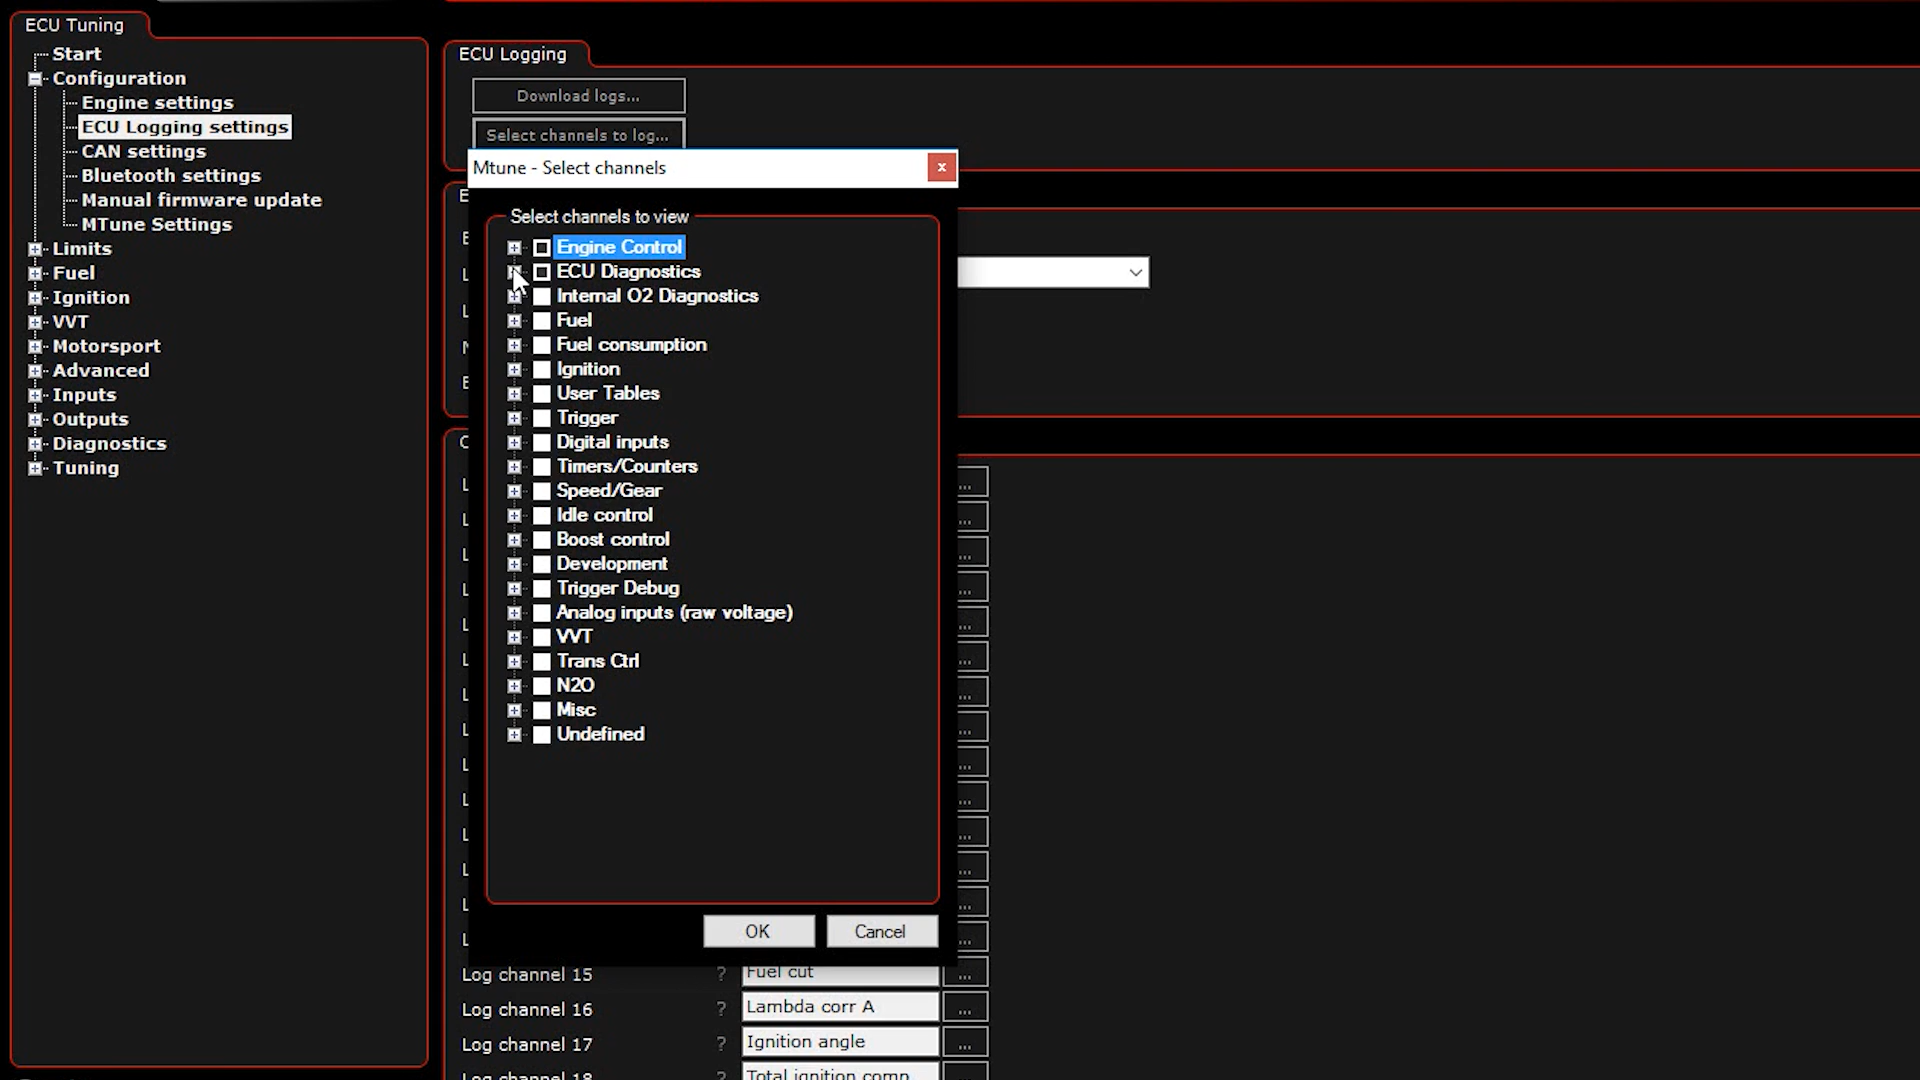 ECU Tuning
Start
Configuration
Engine settings
ECU Logging settings
CAN settings
Bluetooth settings
Manual firmware update
MTune Settings
Limits
Fuel
Ignition
VVT
Motorsport
Advanced
Inputs
Outputs
Diagnostics
Tuning
ECU Logging
Download logs...
Select channels to log...
Mtune - Select channels
x
Select channels to view
Engine Control
ECU Diagnostics
Internal O2 Diagnostics
Fuel
Fuel consumption
Ignition
User Tables
Trigger
Digital inputs
Timers/Counters
Speed/Gear
Idle control
Boost control
Development
Trigger Debug
Analog inputs (raw voltage)
VVT
Trans Ctrl
N2O
Misc
Undefined
OK Cancel
Log channel 15 ? Fuel cut ...
Log channel 16 ? Lambda corr A ...
Log channel 17 ? Ignition angle ...
Log channel 18 ? Total ignition comp